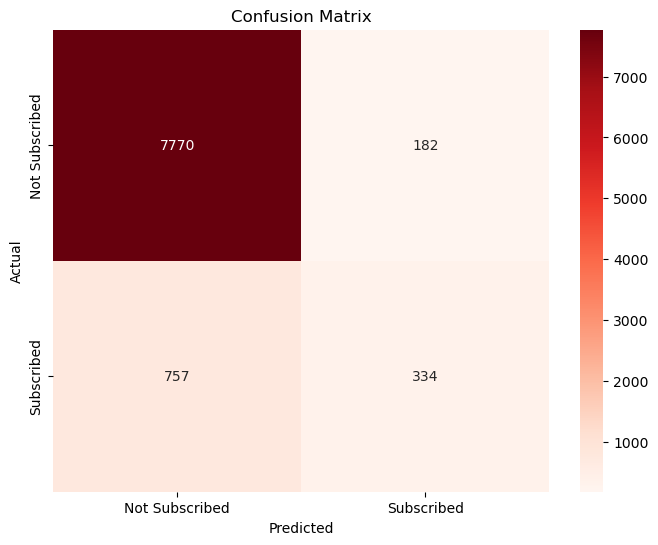 Confusion Matrix
Not Subscribed
7770
182
7000
6000
5000
4000
3000
2000
1000
Actual
Subscribed
757
334
Not Subscribed
Subscribed
Predicted